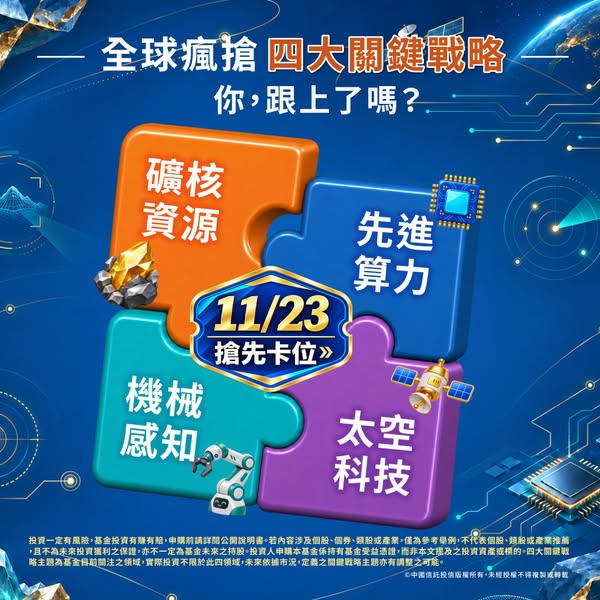 全球瘋搶 四大關鍵戰略
你，跟上了嗎？
礦核
資源
先進
算力
11/23
搶先卡位»
機械
感知
太空
科技
投資一定有風險，基金投資有賺有賠，申購前請詳閱公開說明書。若內容涉及個股、個券、類股或產業，僅為參考舉例，不代表個股、類股或產業推薦
，且不為未來投資獲利之保證，亦不一定為基金未來之持股。投資人申購本基金係持有基金受益憑證，而非本文提及之投資資產或標的。四大關鍵戰
略主題為基金目前關注之領域，實際投資不限於此四領域，未來依據市況，定義之關鍵戰略主題亦有調整之可能。
©中國信託投信版權所有，未經授權不得複製或轉載